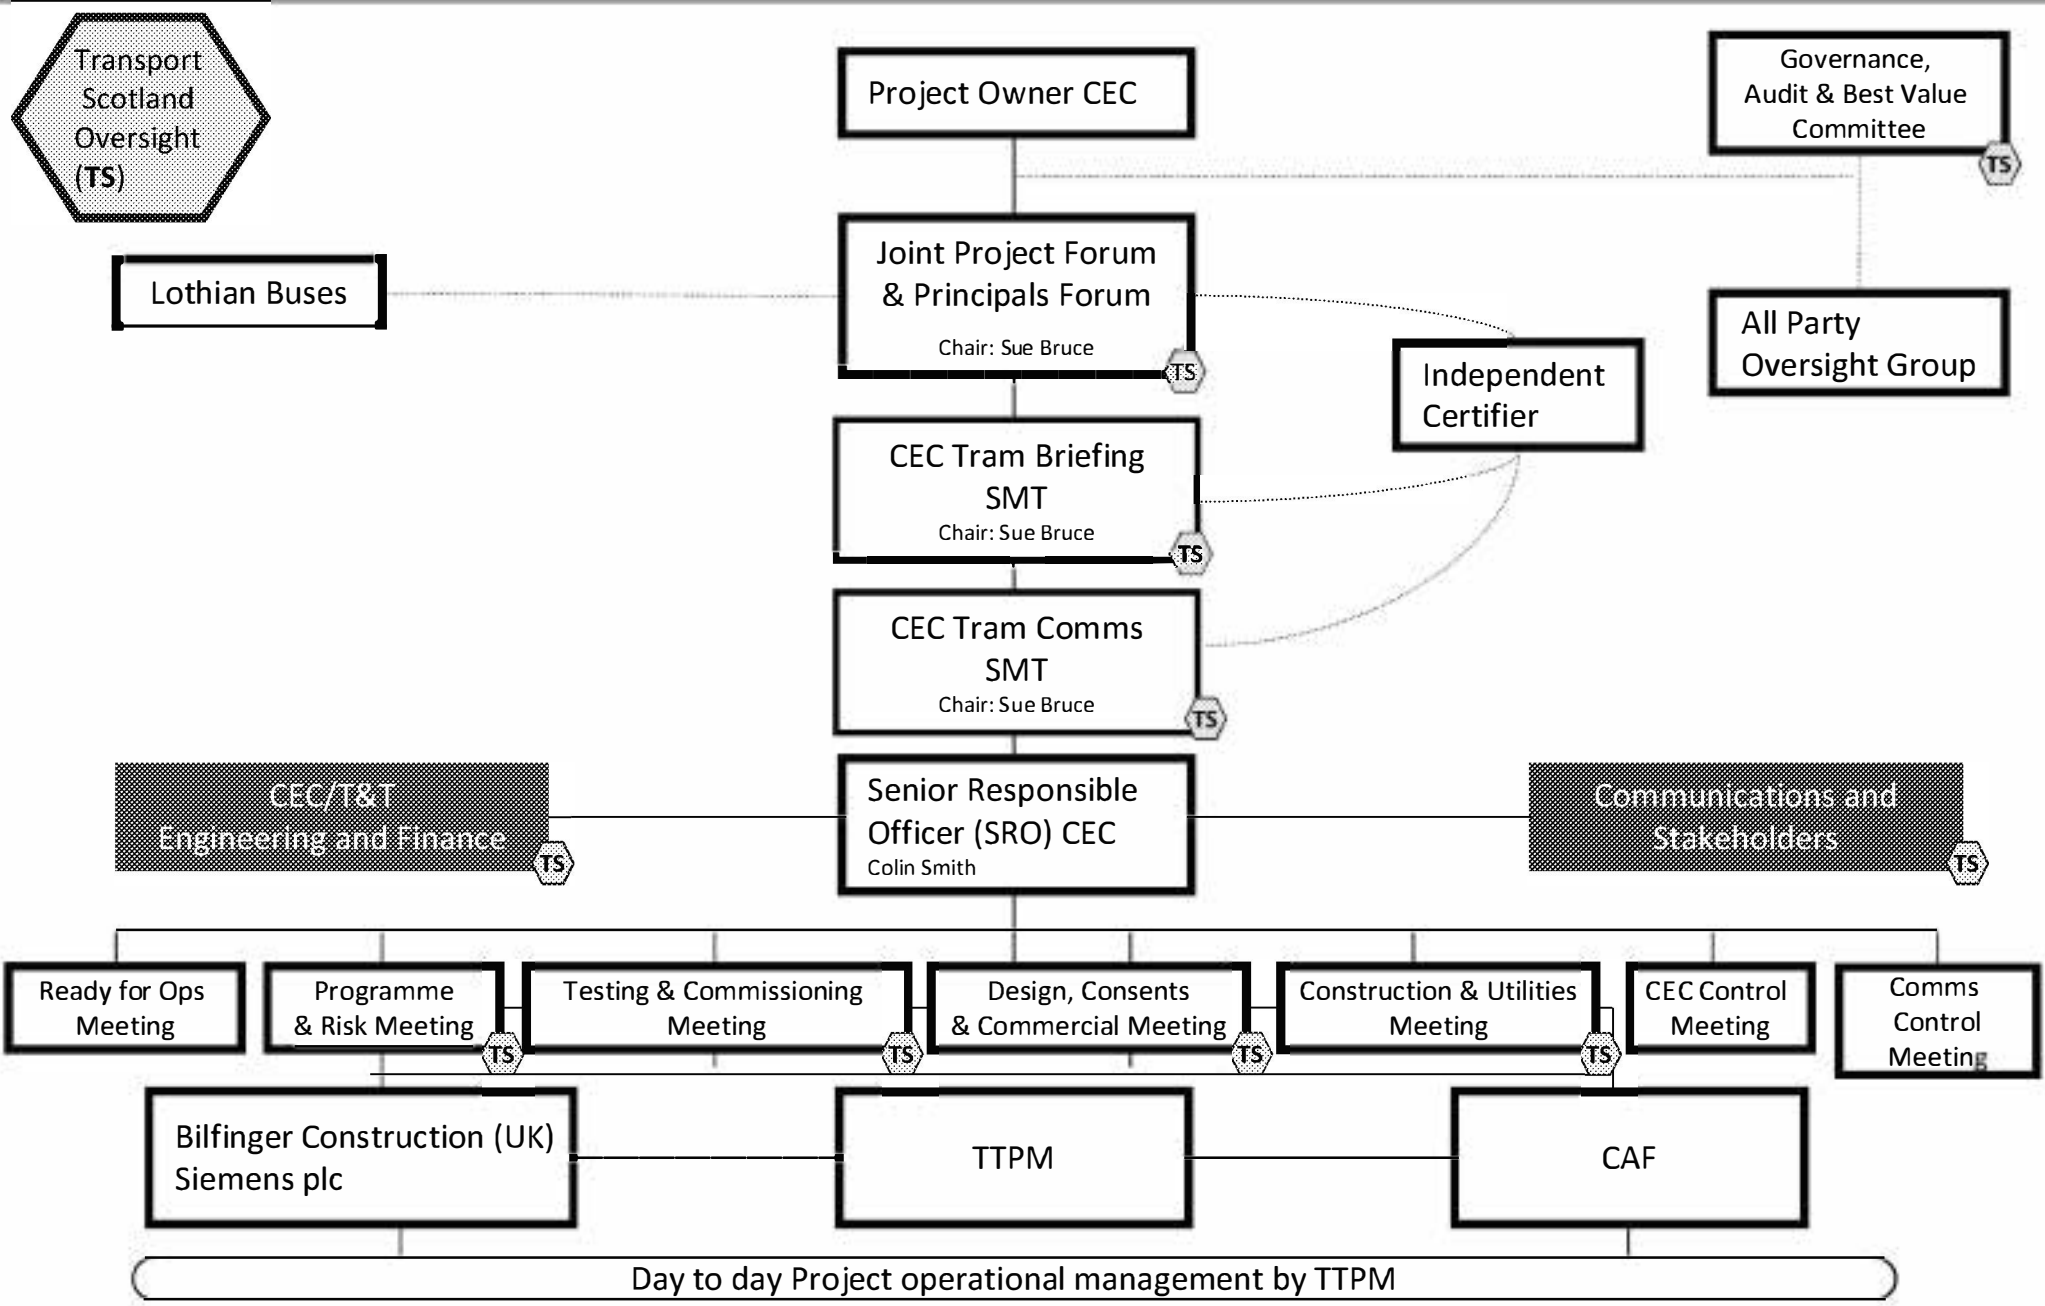 Transport
Scotland
Oversight
(TS)
Project Owner CEC
Governance,
Audit & Best Value
Committee
TS
Lothian Buses
Joint Project Forum
& Principals Forum
Chair: Sue Bruce
TS
All Party
Oversight Group
Independent
Certifier
CEC Tram Briefing
SMT
Chair: Sue Bruce
TS
CEC Tram Comms
SMT
Chair: Sue Bruce
TS
CEC/T&T
Engineering and Finance
TS
Senior Responsible
Officer (SRO) CEC
Colin Smith
Communications and
Stakeholders
TS
Ready for Ops
Meeting
Programme
& Risk Meeting
TS
Testing & Commissioning
Meeting
TS
Design, Consents
& Commercial Meeting
TS
Construction & Utilities
Meeting
TS
CEC Control
Meeting
Comms
Control
Meeting
Bilfinger Construction (UK)
Siemens plc
TTPM
CAF
Day to day Project operational management by TTPM